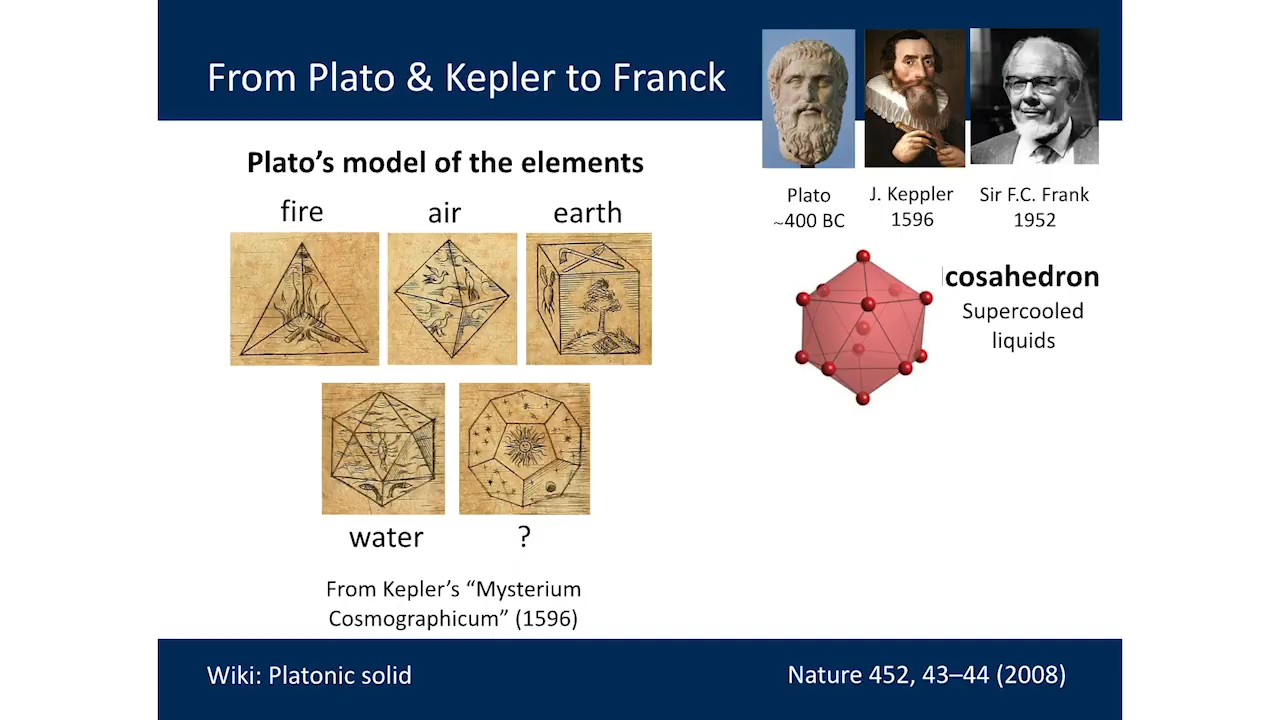 From Plato & Kepler to Franck
Plato
~400 BC
J. Keppler
1596
Sir F.C. Frank
1952
Plato’s model of the elements
fire
air
earth
water
?
From Kepler’s “Mysterium
Cosmographicum” (1596)
Icosahedron
Supercooled
liquids
Wiki: Platonic solid
Nature 452, 43–44 (2008)